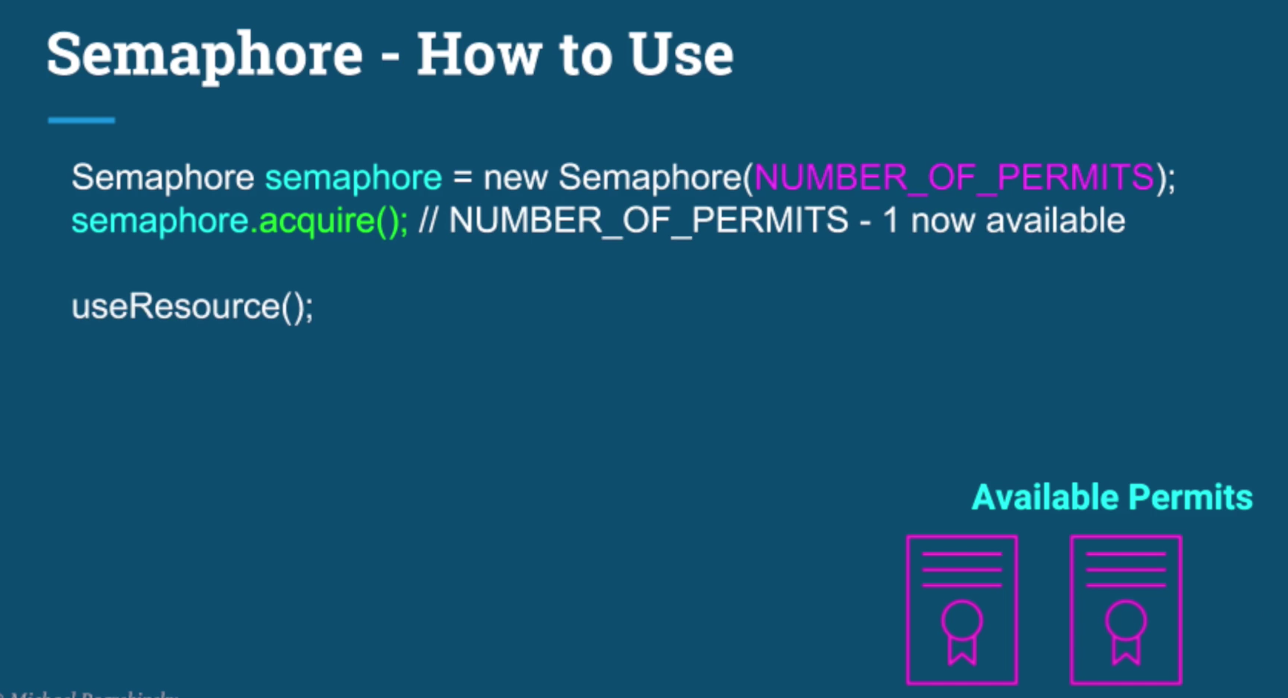 Semaphore - How to Use
Semaphore semaphore = new Semaphore(NUMBER_OF_PERMITS);
semaphore.acquire(); // NUMBER_OF_PERMITS - 1 now available
useResource();
Available Permits